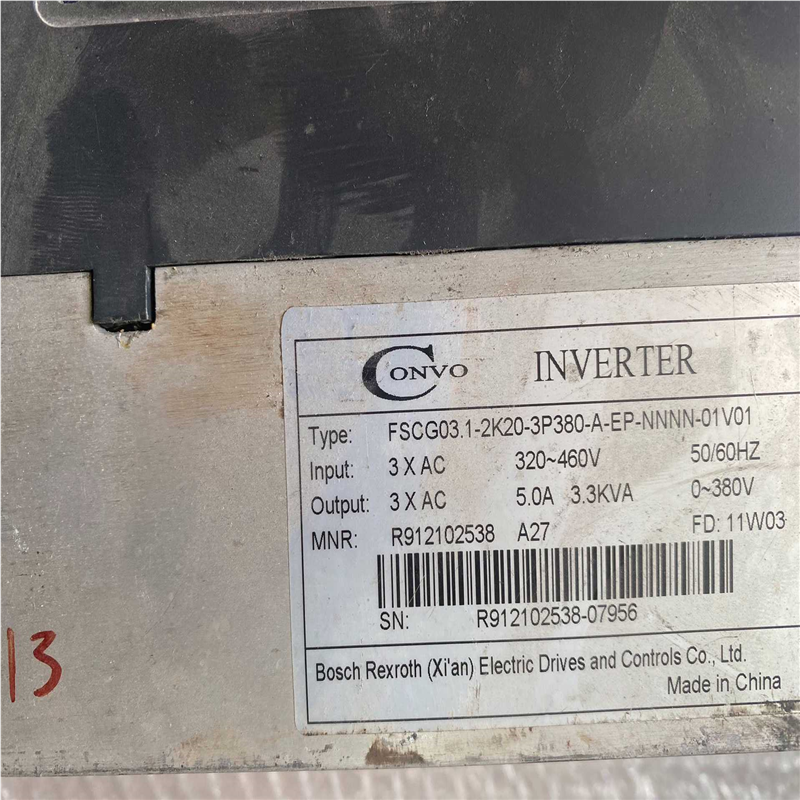 CONVO INVERTER
Type: FSCG03.1-2K20-3P380-A-EP-NNNN-01V01
Input: 3 X AC 320~460V 50/60HZ
Output: 3 X AC 5.0A 3.3KVA 0~380V
MNR: R912102538 A27 FD: 11W03
SN: R912102538-07956
Bosch Rexroth (Xi'an) Electric Drives and Controls Co., Ltd.
Made in China
13